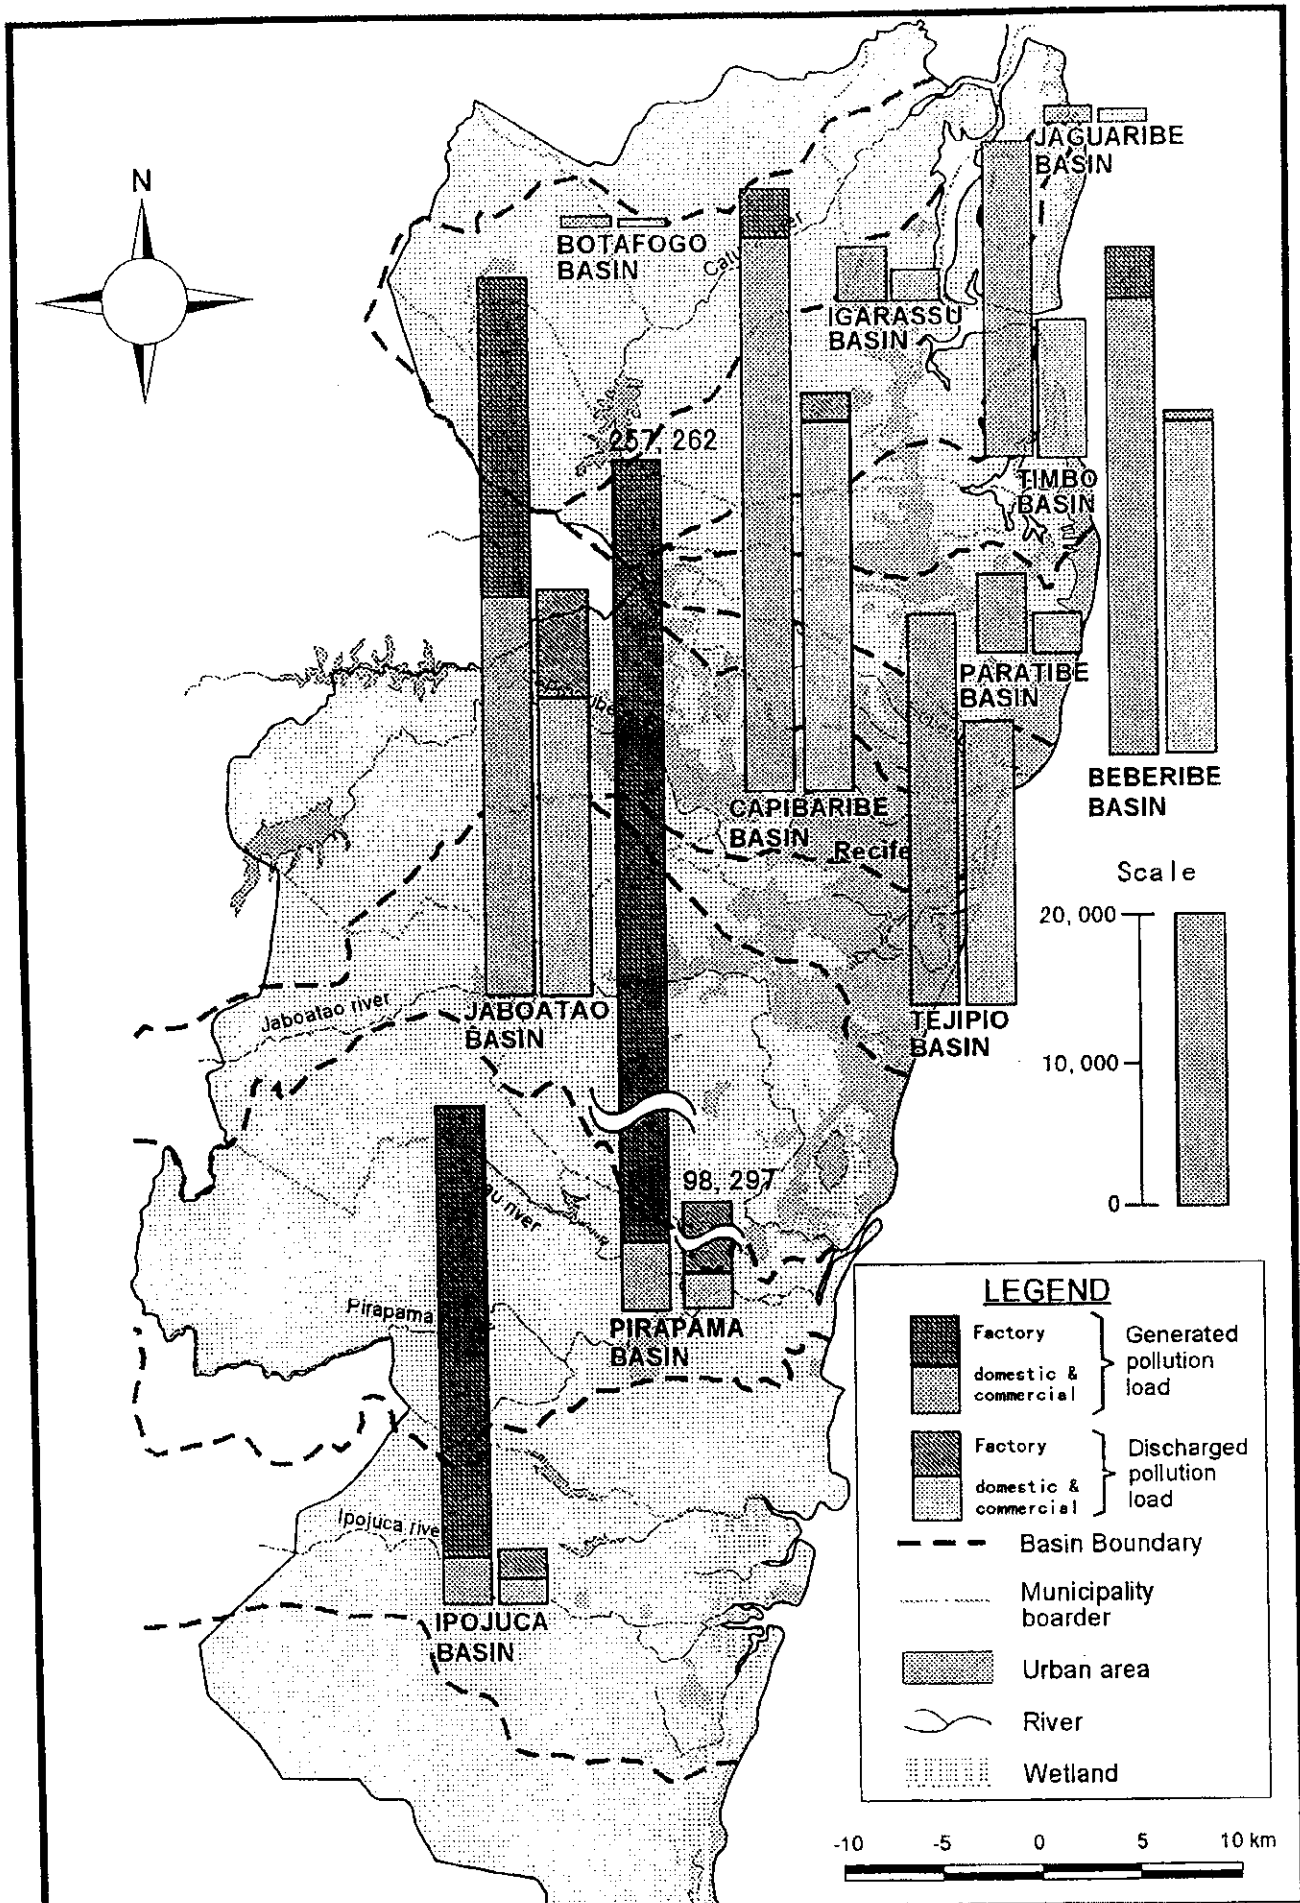 N
JAGUARIBE
BASIN
BOTAFOGO
BASIN
IGARASSU
BASIN
257, 262
TIMBO
BASIN
PARATIBE
BASIN
BEBERIBE
BASIN
CAPIBARIBE
BASIN
Recife
Scale
20,000
10,000
0
Jaboatao river
JABOATAO
BASIN
TEJIPIO
BASIN
98, 297
river
Pirapama
PIRAPAMA
BASIN
Ipojuca rive
IPOJUCA
BASIN
LEGEND
Factory
domestic &
commercial
Generated
pollution
load
Factory
domestic &
commercial
Discharged
pollution
load
Basin Boundary
Municipality
boarder
Urban area
River
Wetland
-10 -5 0 5 10 km